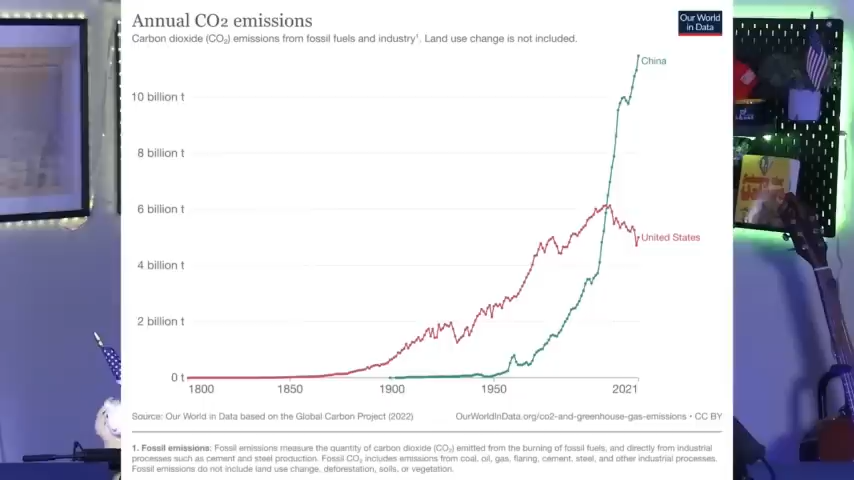 Annual CO2 emissions
Our World
in Data
Carbon dioxide (CO₂) emissions from fossil fuels and industry¹. Land use change is not included.
China
10 billion t
8 billion t
6 billion t
United States
4 billion t
2 billion t
0 t
1800 1850 1900 1950 2021
Source: Our World in Data based on the Global Carbon Project (2022)
OurWorldInData.org/co2-and-greenhouse-gas-emissions • CC BY
1. Fossil emissions: Fossil emissions measure the quantity of carbon dioxide (CO₂) emitted from the burning of fossil fuels, and directly from industrial
processes such as cement and steel production. Fossil CO₂ includes emissions from coal, oil, gas, flaring, cement, steel, and other industrial processes.
Fossil emissions do not include land use change, deforestation, soils, or vegetation.